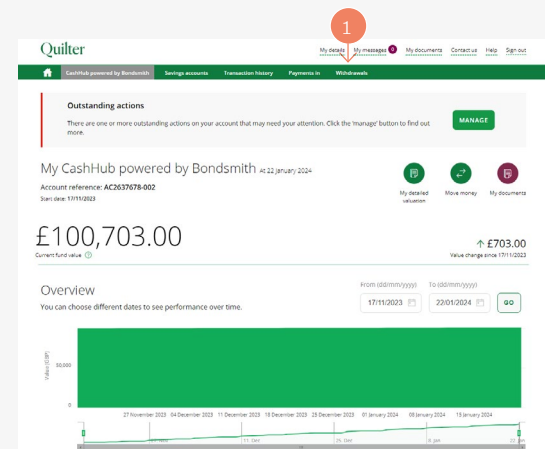 1
Quilter
My details My messages 0 My documents Contact us Help Sign out
CashHub powered by Bondsmith Savings accounts Transaction history Payments in Withdrawals
Outstanding actions
There are one or more outstanding actions on your account that may need your attention. Click the 'manage' button to find out
more.
MANAGE
My CashHub powered by Bondsmith At 22 January 2024
Account reference: AC2637678-002
Start date: 17/11/2023
My detailed
valuation
Move money
My documents
£100,703.00
Current fund value
↑ £703.00
Value change since 17/11/2023
Overview
You can choose different dates to see performance over time.
From (dd/mm/yyyy) To (dd/mm/yyyy)
17/11/2023 22/01/2024 GO
Value (GBP)
50,000
0
27 November 2023 04 December 2023 11 December 2023 18 December 2023 25 December 2023 01 January 2024 08 January 2024 15 January 2024
11. Dec 25. Dec 8. Jan 22. Jan